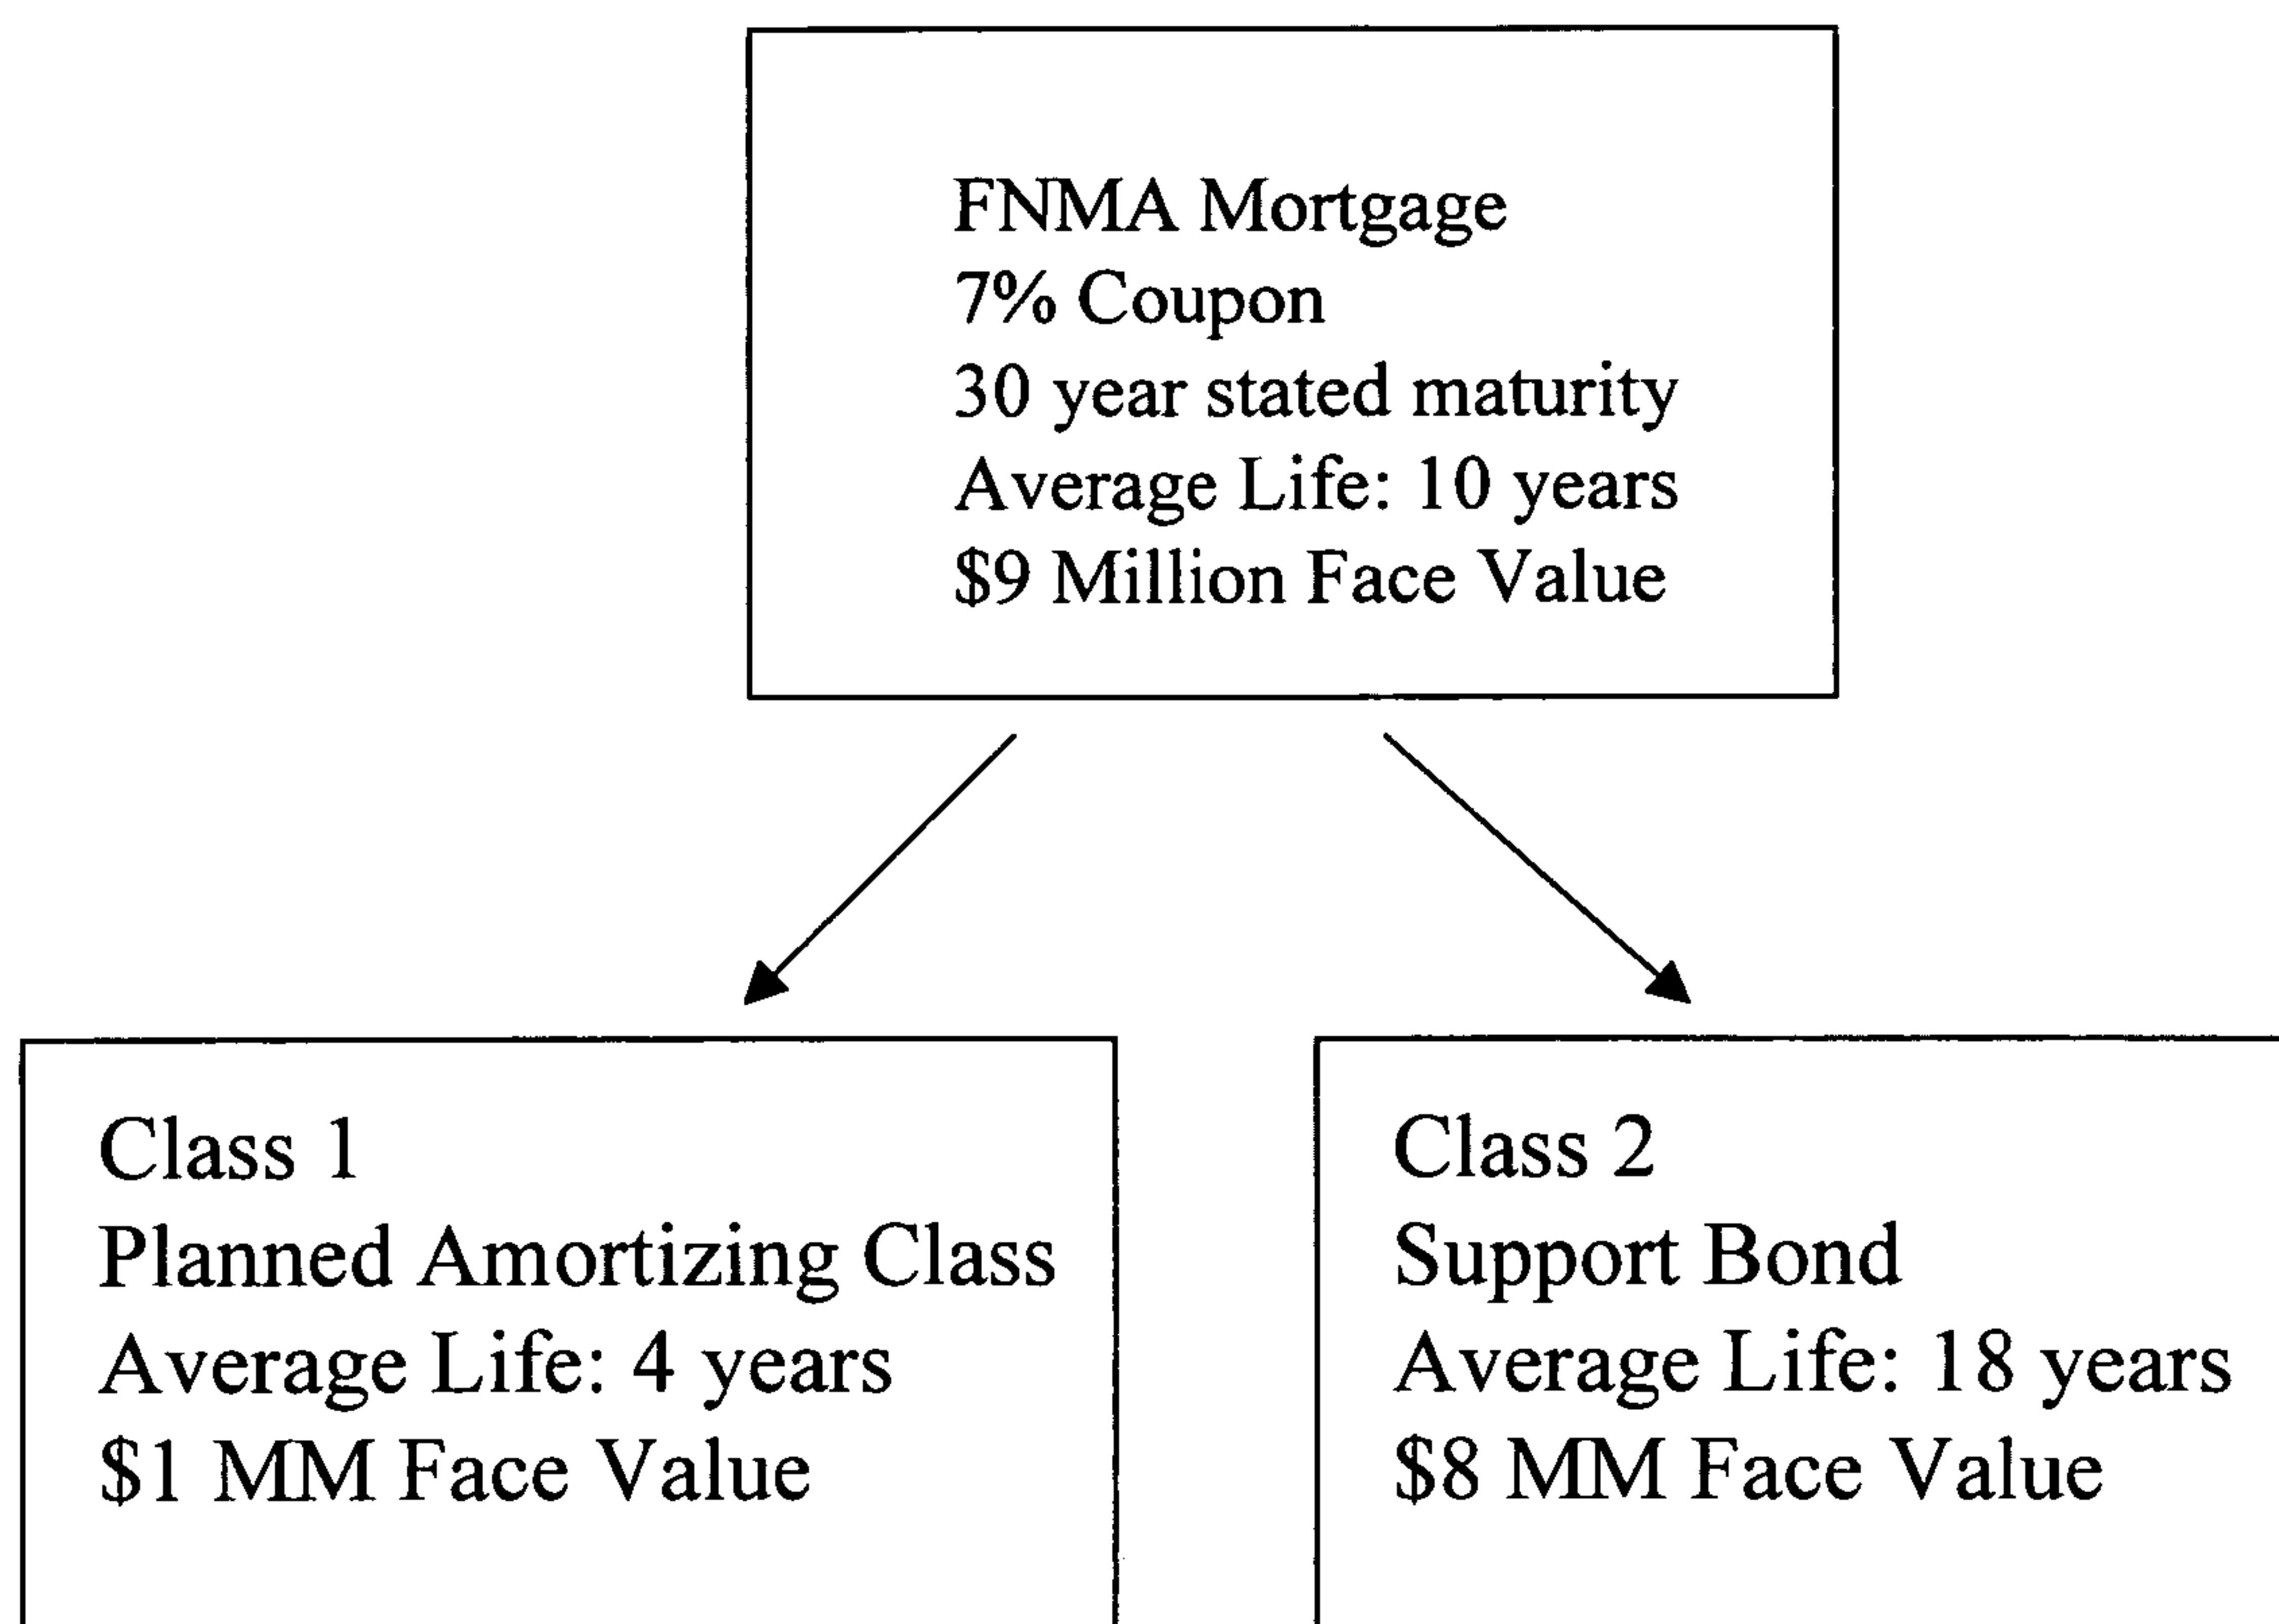 FNMA Mortgage
7% Coupon
30 year stated maturity
Average Life: 10 years
$9 Million Face Value
Class 1
Planned Amortizing Class
Average Life: 4 years
$1 MM Face Value
Class 2
Support Bond
Average Life: 18 years
$8 MM Face Value